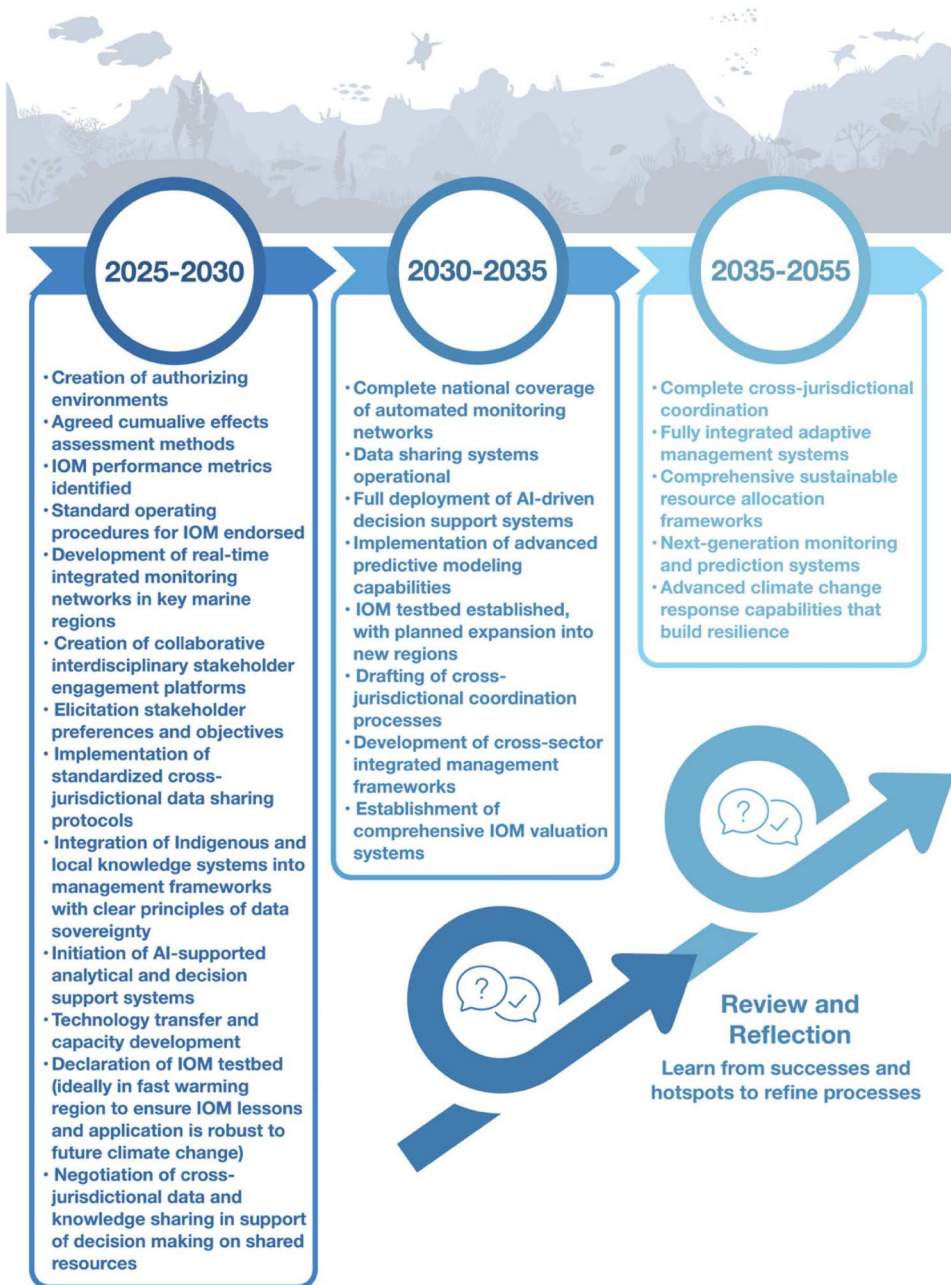 2025-2030
• Creation of authorizing
environments
• Agreed cumualive effects
assessment methods
• IOM performance metrics
identified
• Standard operating
procedures for IOM endorsed
• Development of real-time
integrated monitoring
networks in key marine
regions
• Creation of collaborative
interdisciplinary stakeholder
engagement platforms
• Elicitation stakeholder
preferences and objectives
• Implementation of
standardized cross-
jurisdictional data sharing
protocols
• Integration of Indigenous and
local knowledge systems into
management frameworks
with clear principles of data
sovereignty
• Initiation of AI-supported
analytical and decision
support systems
• Technology transfer and
capacity development
• Declaration of IOM testbed
(ideally in fast warming
region to ensure IOM lessons
and application is robust to
future climate change)
• Negotiation of cross-
jurisdictional data and
knowledge sharing in support
of decision making on shared
resources
2030-2035
• Complete national coverage
of automated monitoring
networks
• Data sharing systems
operational
• Full deployment of AI-driven
decision support systems
• Implementation of advanced
predictive modeling
capabilities
• IOM testbed established,
with planned expansion into
new regions
• Drafting of cross-
jurisdictional coordination
processes
• Development of cross-sector
integrated management
frameworks
• Establishment of
comprehensive IOM valuation
systems
2035-2055
• Complete cross-jurisdictional
coordination
• Fully integrated adaptive
management systems
• Comprehensive sustainable
resource allocation
frameworks
• Next-generation monitoring
and prediction systems
• Advanced climate change
response capabilities that
build resilience
?
?
Review and
Reflection
Learn from successes and
hotspots to refine processes